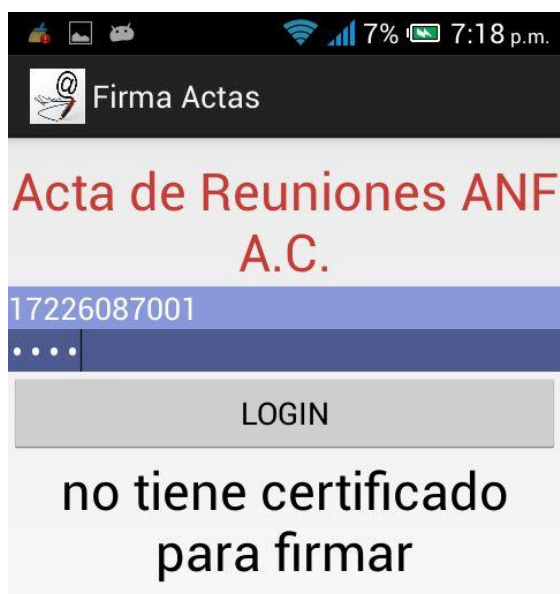 7% 7:18 p.m.
Firma Actas
Acta de Reuniones ANF
A.C.
17226087001
••••
LOGIN
no tiene certificado
para firmar